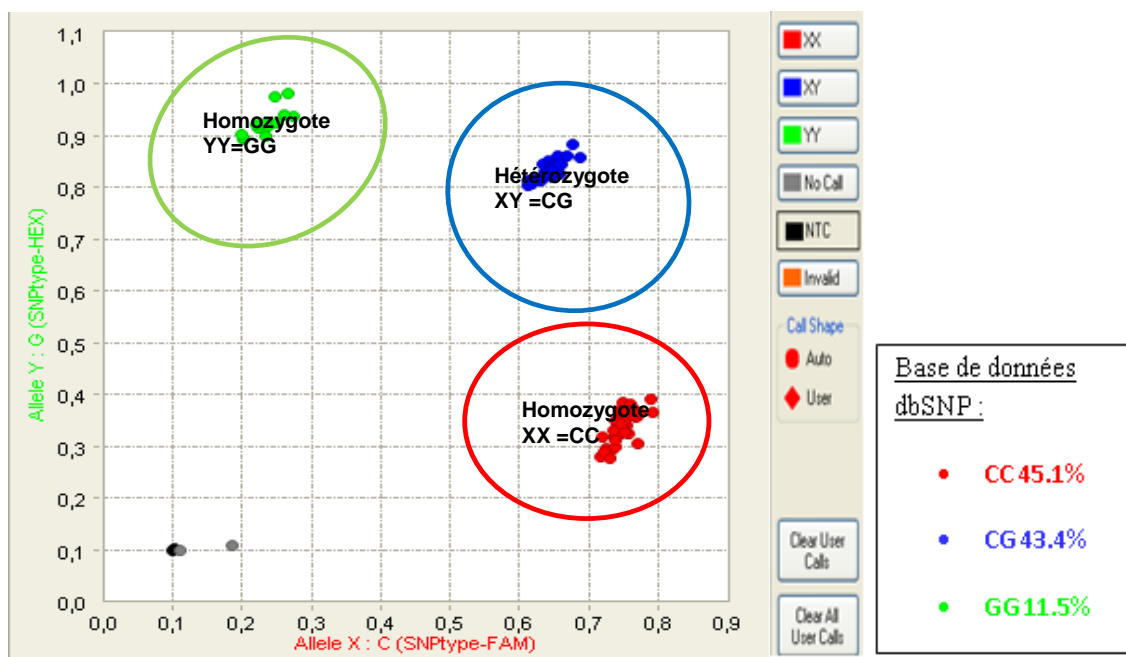 1,1
1,0
0,9
0,8
0,7
0,6
0,5
0,4
0,3
0,2
0,1
0,0
Allele Y : G (SNPtype-HEX)
0,0 0,1 0,2 0,3 0,4 0,5 0,6 0,7 0,8 0,9
Allele X : C (SNPtype-FAM)
Homozygote
YY=GG
Hétérozygote
XY =CG
Homozygote
XX =CC
XX
XY
YY
No Call
NTC
Invalid
Call Shape
Auto
User
Clear User
Calls
Clear All
User Calls
Base de données
dbSNP :
• CC 45.1%
• CG 43.4%
• GG 11.5%